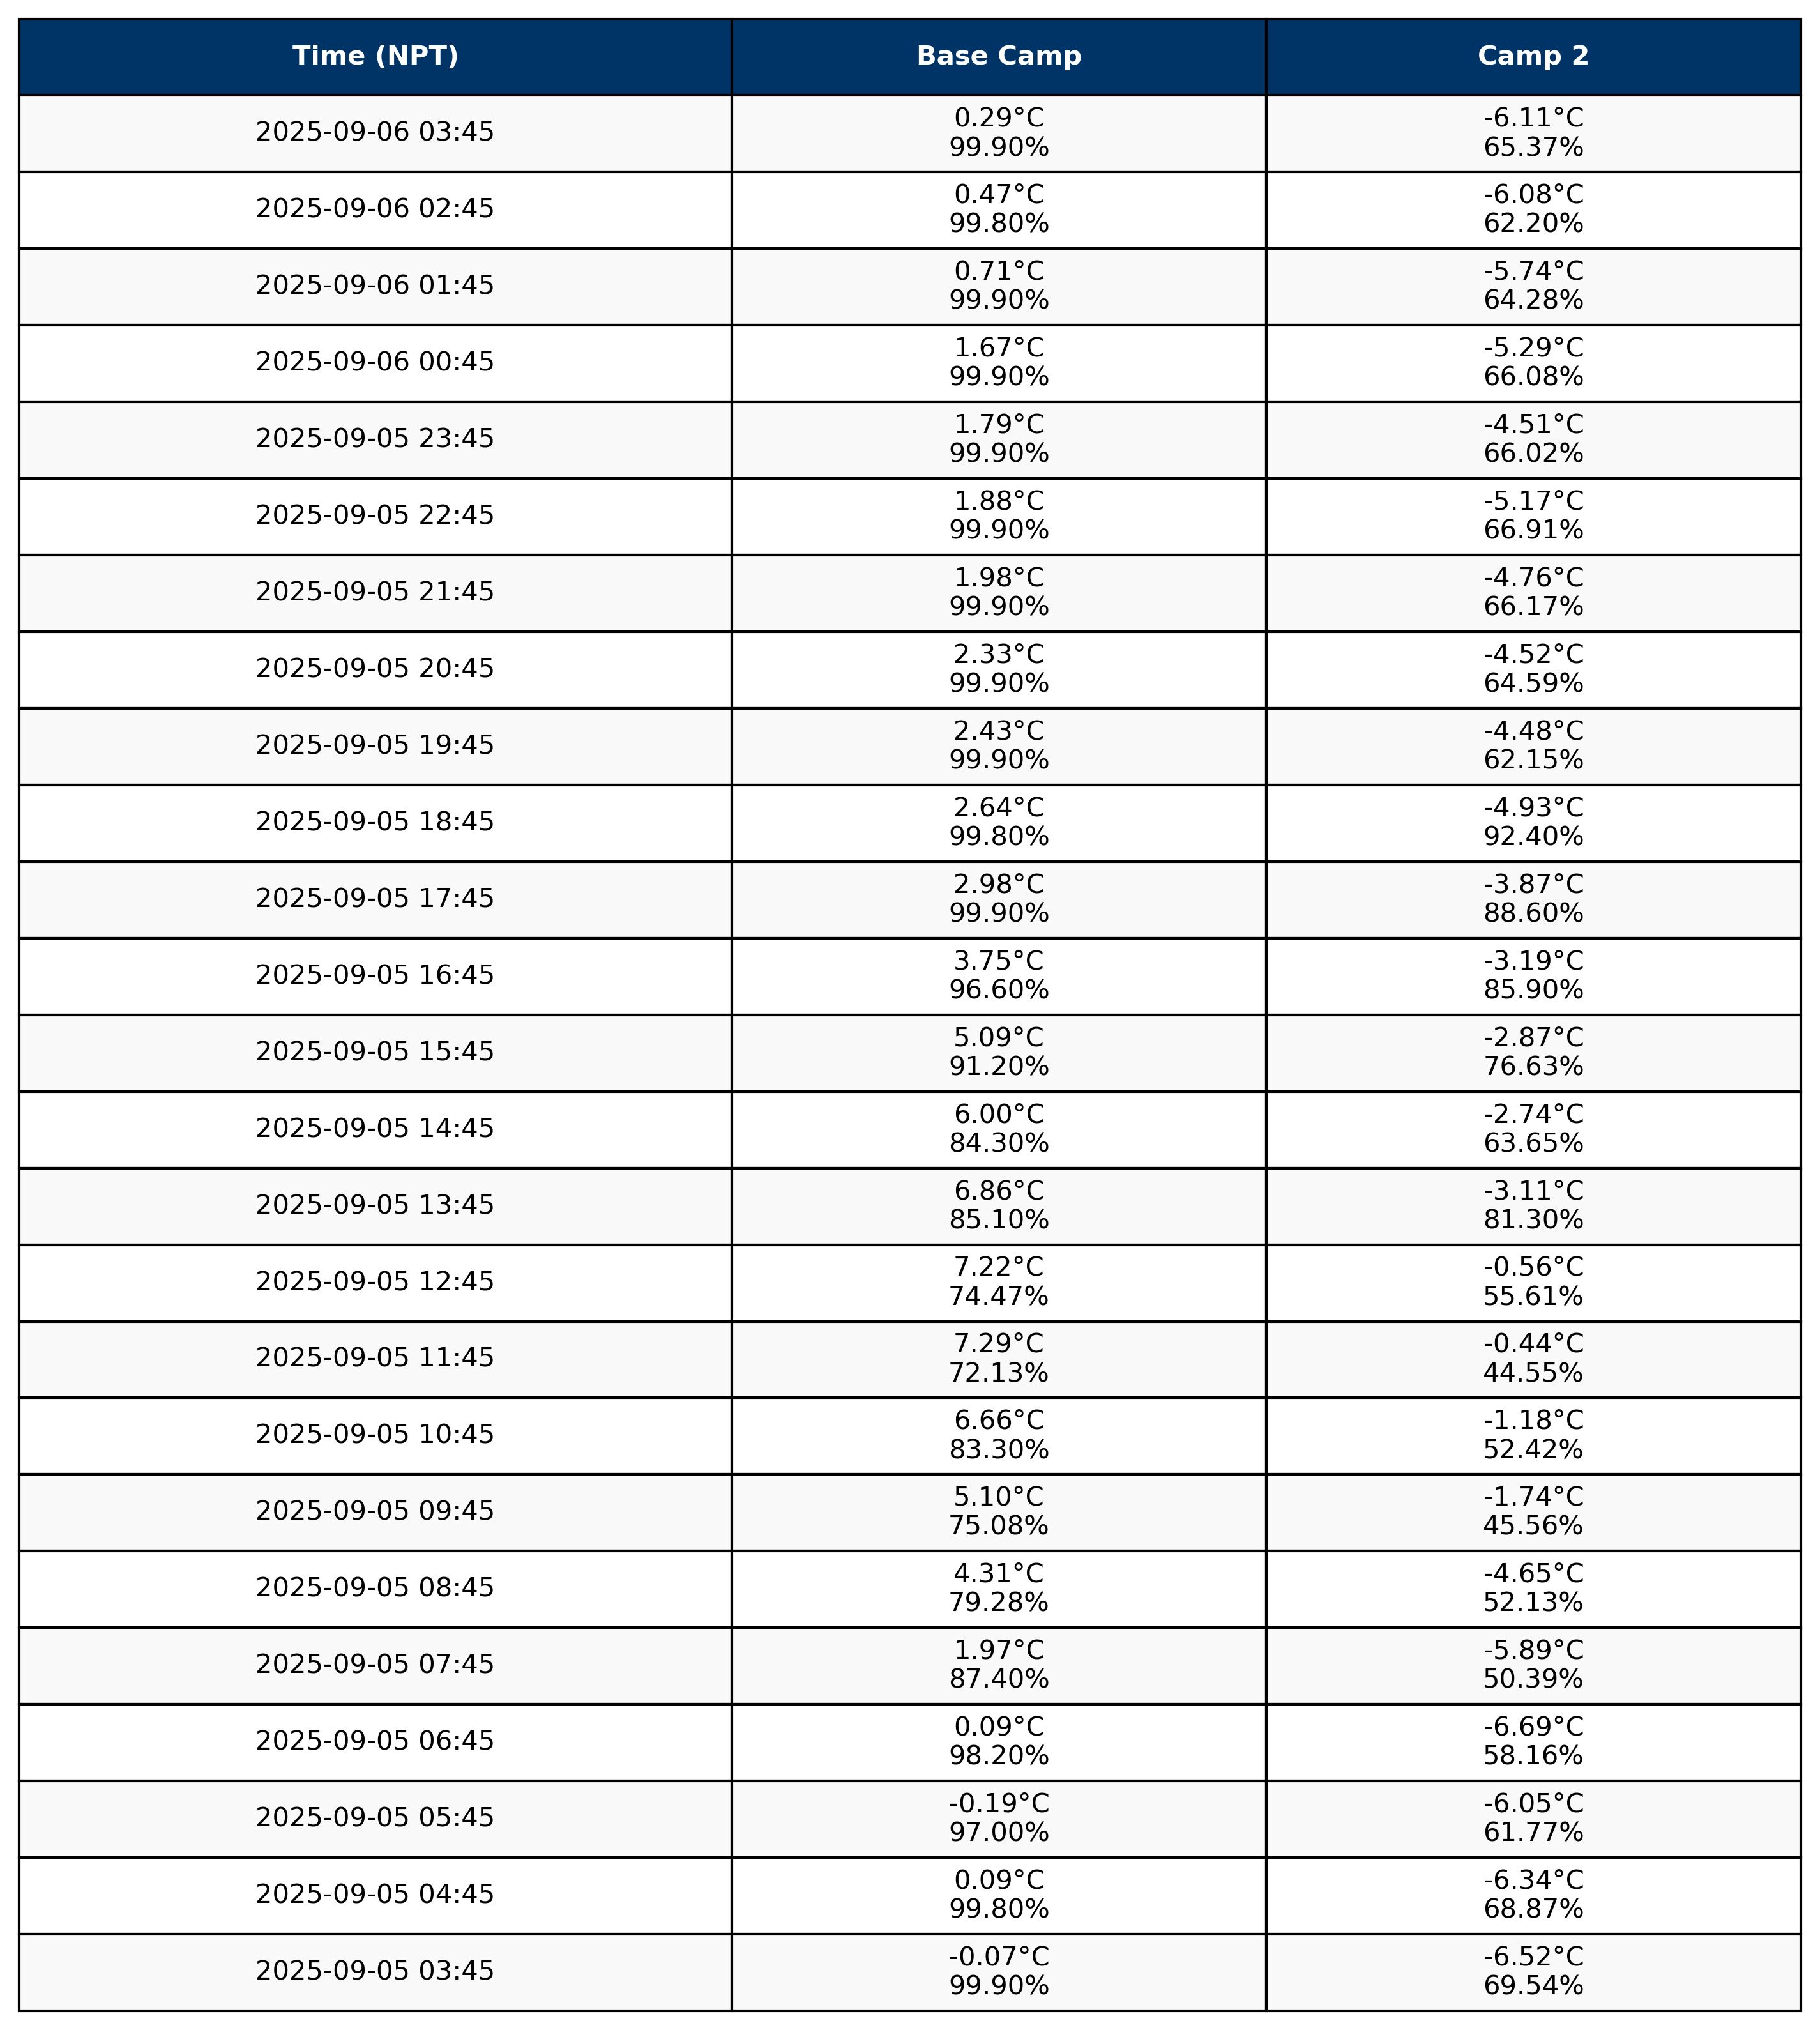 Time (NPT) Base Camp Camp 2
2025-09-06 03:45 0.29°C -6.11°C
99.90% 65.37%
2025-09-06 02:45 0.47°C -6.08°C
99.80% 62.20%
2025-09-06 01:45 0.71°C -5.74°C
99.90% 64.28%
2025-09-06 00:45 1.67°C -5.29°C
99.90% 66.08%
2025-09-05 23:45 1.79°C -4.51°C
99.90% 66.02%
2025-09-05 22:45 1.88°C -5.17°C
99.90% 66.91%
2025-09-05 21:45 1.98°C -4.76°C
99.90% 66.17%
2025-09-05 20:45 2.33°C -4.52°C
99.90% 64.59%
2025-09-05 19:45 2.43°C -4.48°C
99.90% 62.15%
2025-09-05 18:45 2.64°C -4.93°C
99.80% 92.40%
2025-09-05 17:45 2.98°C -3.87°C
99.90% 88.60%
2025-09-05 16:45 3.75°C -3.19°C
96.60% 85.90%
2025-09-05 15:45 5.09°C -2.87°C
91.20% 76.63%
2025-09-05 14:45 6.00°C -2.74°C
84.30% 63.65%
2025-09-05 13:45 6.86°C -3.11°C
85.10% 81.30%
2025-09-05 12:45 7.22°C -0.56°C
74.47% 55.61%
2025-09-05 11:45 7.29°C -0.44°C
72.13% 44.55%
2025-09-05 10:45 6.66°C -1.18°C
83.30% 52.42%
2025-09-05 09:45 5.10°C -1.74°C
75.08% 45.56%
2025-09-05 08:45 4.31°C -4.65°C
79.28% 52.13%
2025-09-05 07:45 1.97°C -5.89°C
87.40% 50.39%
2025-09-05 06:45 0.09°C -6.69°C
98.20% 58.16%
2025-09-05 05:45 -0.19°C -6.05°C
97.00% 61.77%
2025-09-05 04:45 0.09°C -6.34°C
99.80% 68.87%
2025-09-05 03:45 -0.07°C -6.52°C
99.90% 69.54%